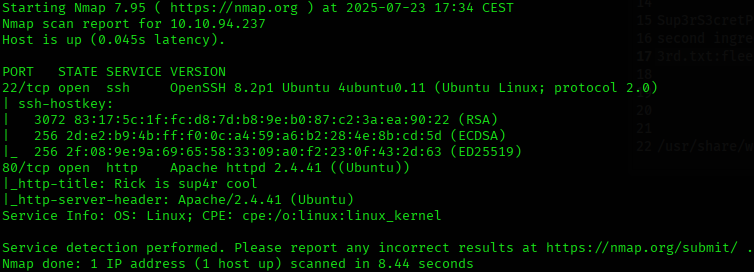 Starting Nmap 7.95 ( https://nmap.org ) at 2025-07-23 17:34 CEST
Nmap scan report for 10.10.94.237
Host is up (0.045s latency).
PORT   STATE SERVICE VERSION
22/tcp open  ssh     OpenSSH 8.2p1 Ubuntu 4ubuntu0.11 (Ubuntu Linux; protocol 2.0)
| ssh-hostkey:
|   3072 83:17:5c:1f:fc:d8:7d:b8:9e:b0:87:c2:3a:ea:90:22 (RSA)
|   256 2d:e2:b9:4b:ff:f0:0c:a4:59:a6:b2:28:4e:8b:cd:5d (ECDSA)
|_  256 2f:08:9e:9a:69:65:58:33:09:a0:f2:23:0f:43:2d:63 (ED25519)
80/tcp open  http    Apache httpd 2.4.41 ((Ubuntu))
|_http-title: Rick is sup4r cool
|_http-server-header: Apache/2.4.41 (Ubuntu)
Service Info: OS: Linux; CPE: cpe:/o:linux:linux_kernel
Service detection performed. Please report any incorrect results at https://nmap.org/submit/ .
Nmap done: 1 IP address (1 host up) scanned in 8.44 seconds
14
15 Sup3rS3cretP
16 second ingre
17 3rd.txt:flee
18
20
21
22 /usr/share/w